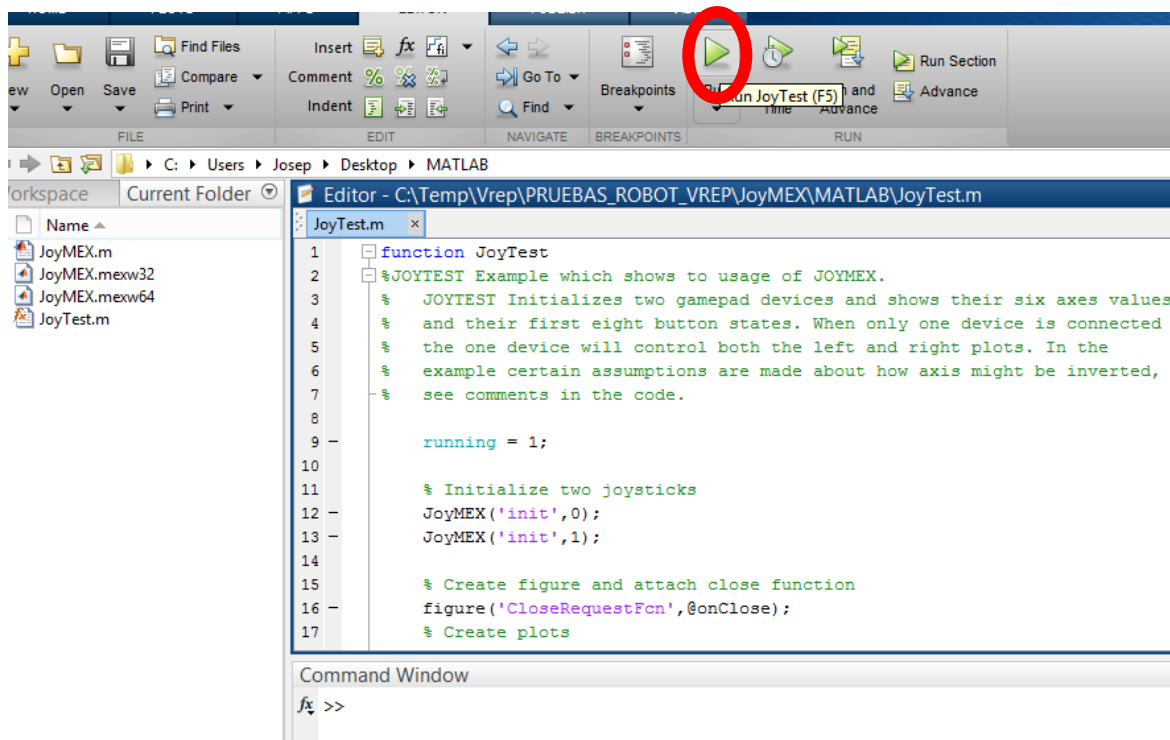 EDITOR
Find Files
Insert fx
Compare
Comment
Go To
Run Section
ew Open Save
Print
Indent
Find
Breakpoints
Run JoyTest (F5)
and
Advance
Time
Advance
FILE EDIT NAVIGATE BREAKPOINTS RUN
C: Users Josep Desktop MATLAB
orkspace Current Folder
Editor - C:\Temp\Vrep\PRUEBAS_ROBOT_VREP\JoyMEX\MATLAB\JoyTest.m
Name
JoyTest.m ×
JoyMEX.m
JoyMEX.mexw32
JoyMEX.mexw64
JoyTest.m
1 function JoyTest
2 %JOYTEST Example which shows to usage of JOYMEX.
3 % JOYTEST Initializes two gamepad devices and shows their six axes values
4 % and their first eight button states. When only one device is connected
5 % the one device will control both the left and right plots. In the
6 % example certain assumptions are made about how axis might be inverted,
7 % see comments in the code.
8
9 – running = 1;
10
11 % Initialize two joysticks
12 – JoyMEX('init',0);
13 – JoyMEX('init',1);
14
15 % Create figure and attach close function
16 – figure('CloseRequestFcn',@onClose);
17 % Create plots
Command Window
fx >>